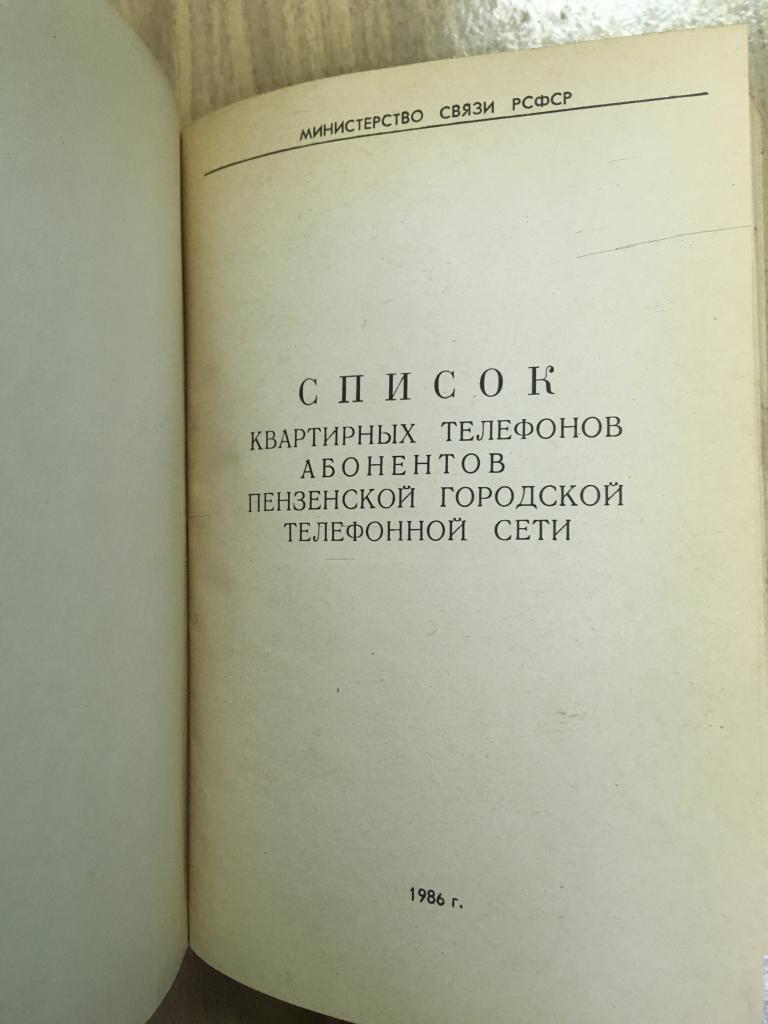 МИНИСТЕРСТВО СВЯЗИ РСФСР
СПИСОК
КВАРТИРНЫХ ТЕЛЕФОНОВ
АБОНЕНТОВ
ПЕНЗЕНСКОЙ ГОРОДСКОЙ
ТЕЛЕФОННОЙ СЕТИ
1986 г.